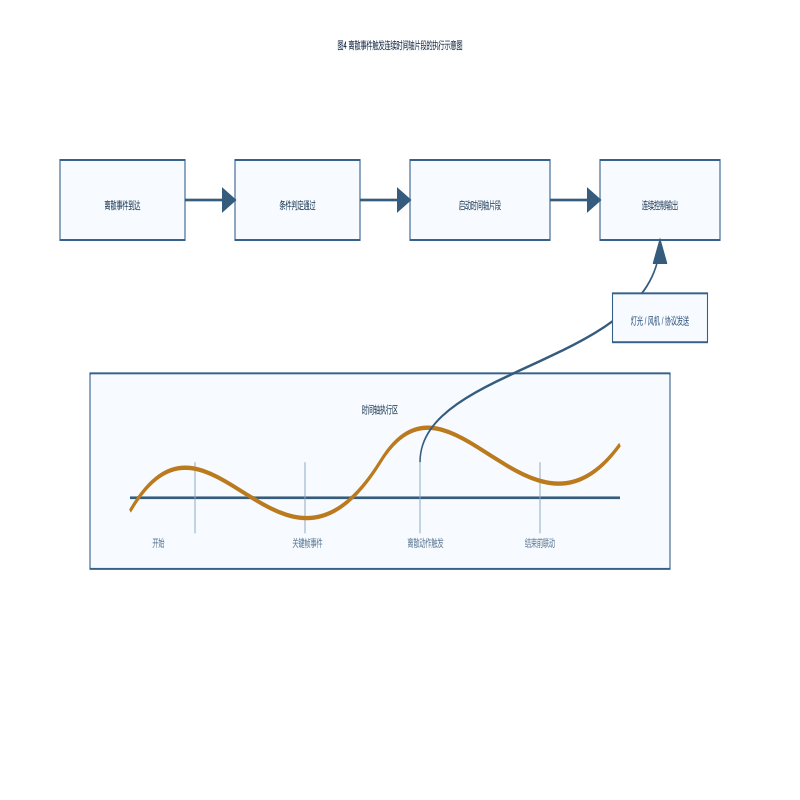 图4 离散事件触发连续时间轴片段的执行示意图
离散事件到达
条件判定通过
启动时间轴片段
连续控制输出
灯光 / 风机 / 协议发送
时间轴执行区
开始
关键帧事件
离散动作触发
结束前联动